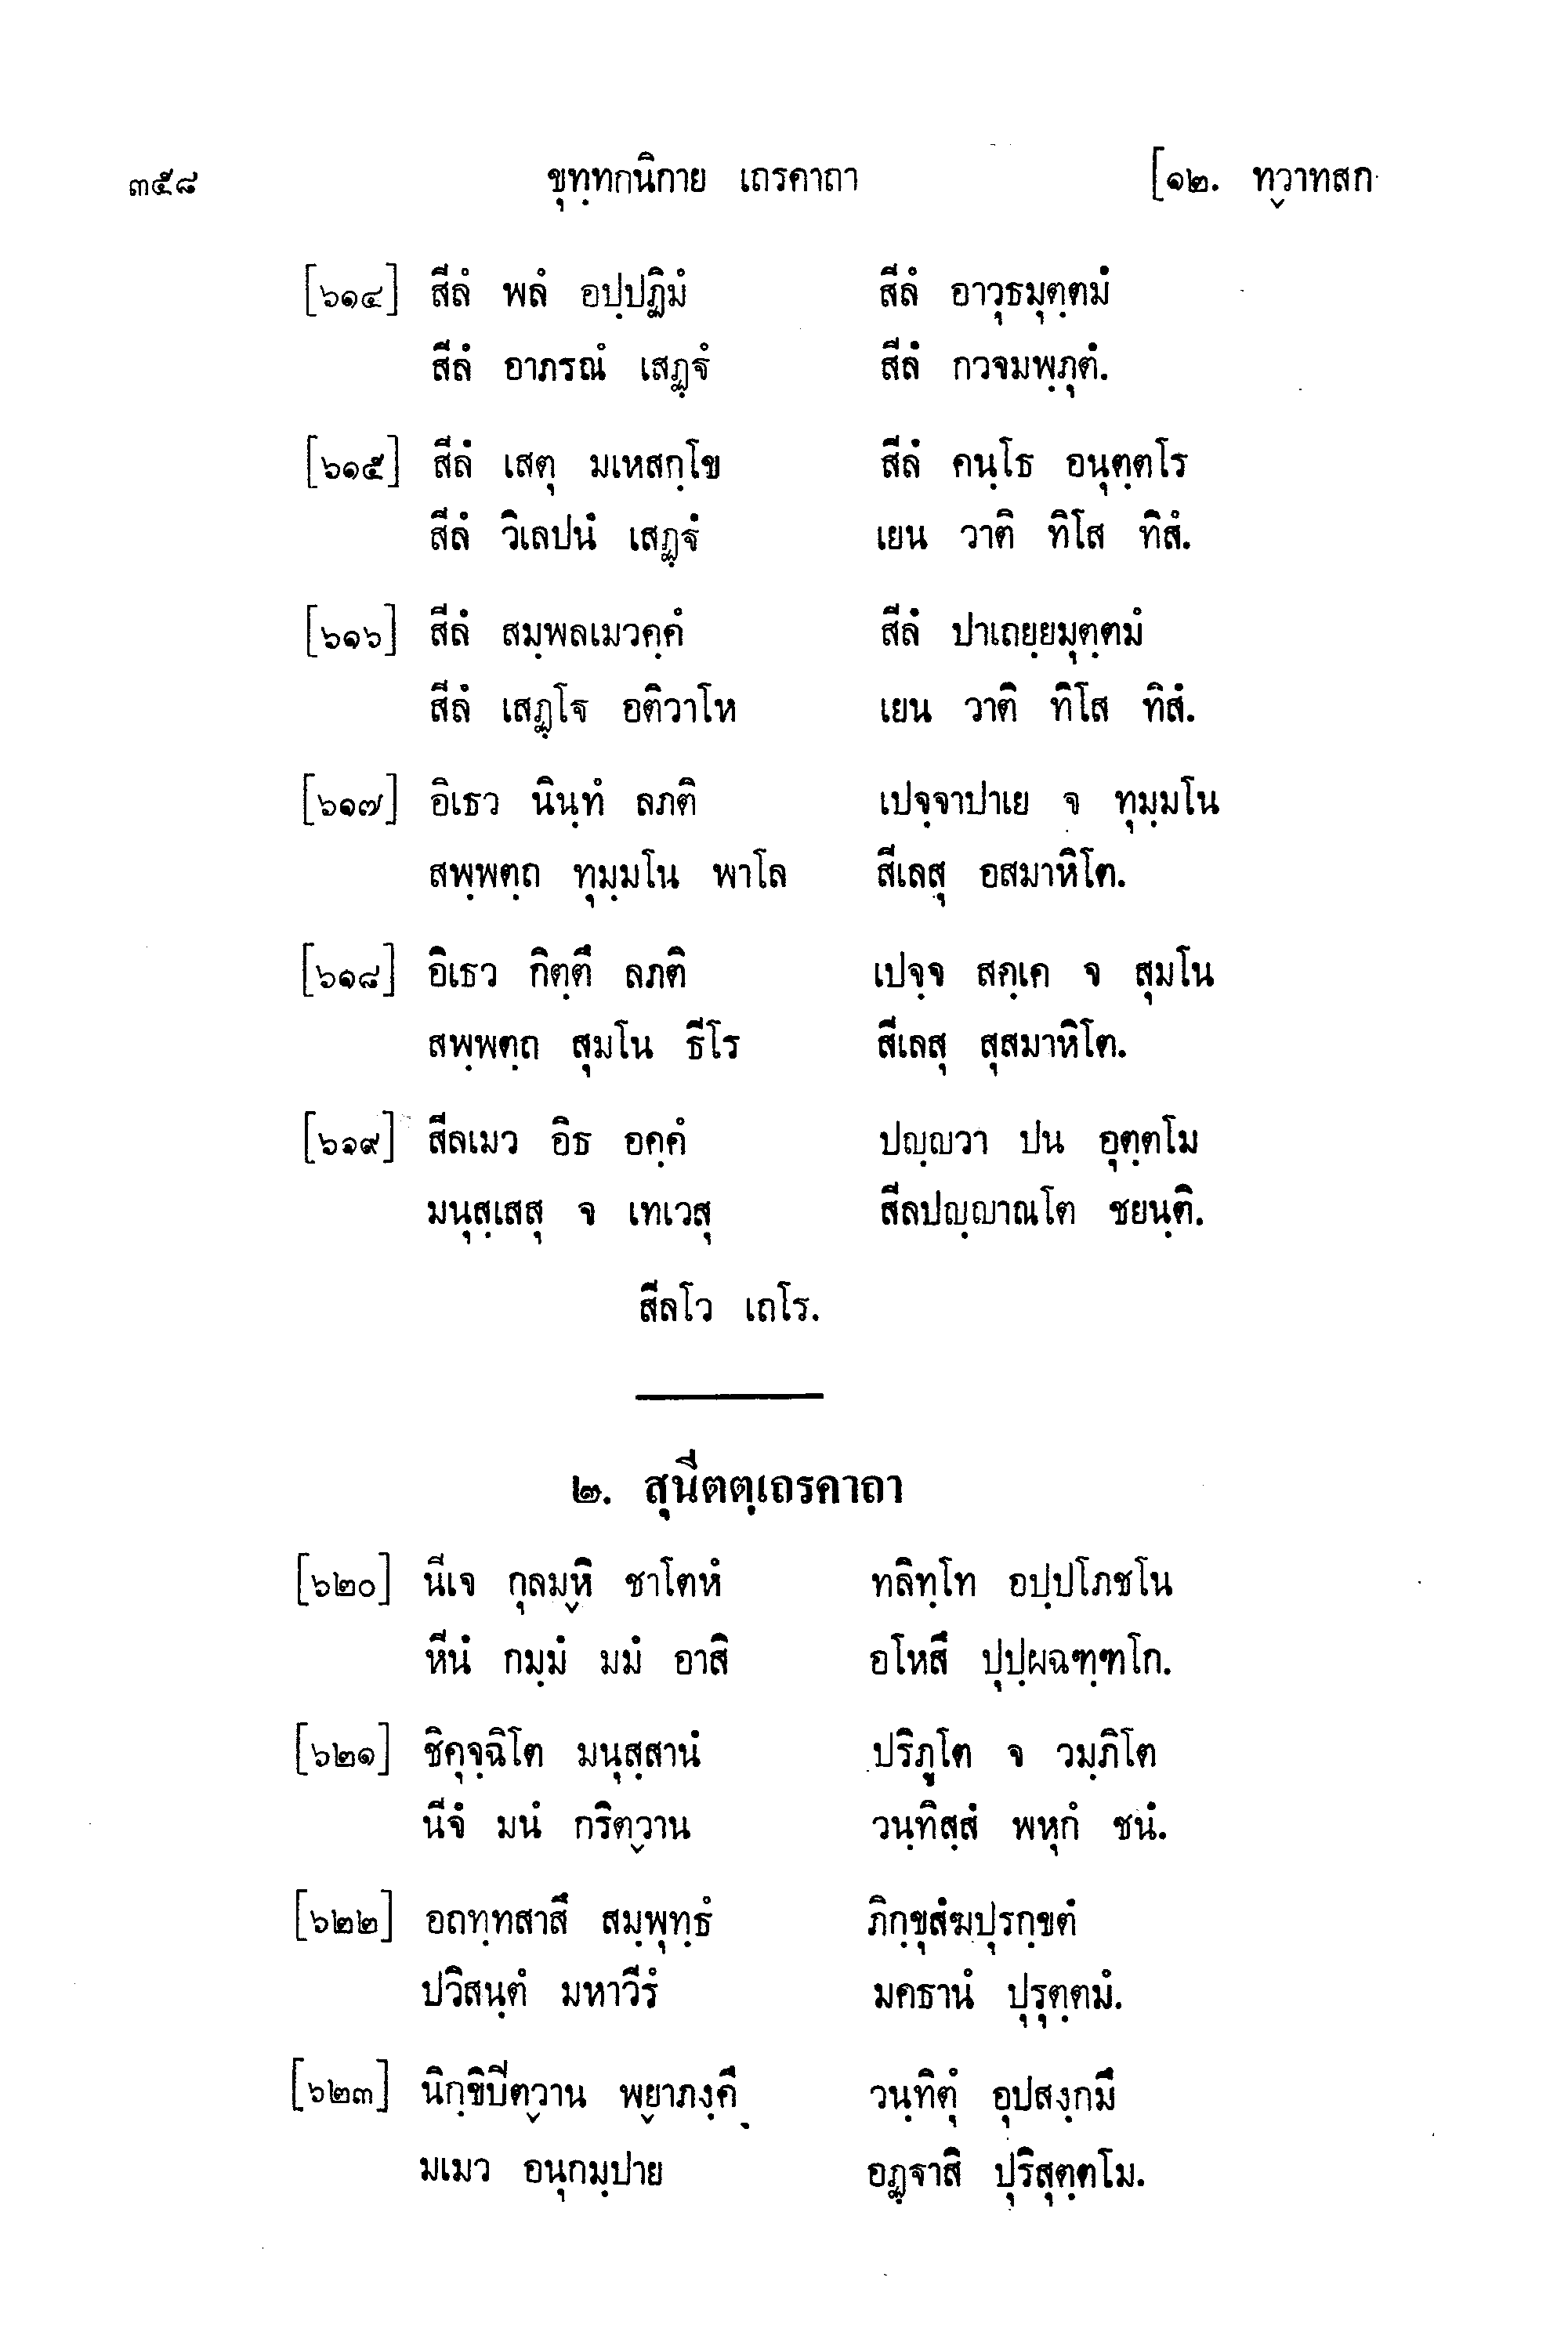 ๓๕๘ ขุทฺทกนิกาย เถรคาถา [๑๒. ทฺวาทสก
[๖๑๔] สีลํ พลํ อปฺปฏิมํ สีลํ อาวุธมุตฺตมํ
สีลํ อาภรณํ เสฏฺฐํ สีลํ กวจมพฺภุตํ.
[๖๑๕] สีลํ เสตุ มเหสกฺโข สีลํ คนฺโธ อนุตฺตโร
สีลํ วิเลปนํ เสฏฺฐํ เยน วาติ ทิโส ทิสํ.
[๖๑๖] สีลํ สมฺพลเมวคฺคํ สีลํ ปาเถยฺยมุตฺตมํ
สีลํ เสฏฺโฐ อติวาโห เยน วาติ ทิโส ทิสํ.
[๖๑๗] อิเธว นินฺทํ ลภติ เปจฺจาปาเย จ ทุมฺมโน
สพฺพตฺถ ทุมฺมโน พาโล สีเลสุ อสมาหิโต.
[๖๑๘] อิเธว กิตฺตึ ลภติ เปจฺจ สคฺเค จ สุมโน
สพฺพตฺถ สุมโน ธีโร สีเลสุ สุสมาหิโต.
[๖๑๙] สีลเมว อิธ อคฺคํ ปญฺญวา ปน อุตฺตโม
มนุสฺเสสุ จ เทเวสุ สีลปญฺญาณโต ชยนฺติ.
สีลโว เถโร.
๒. สุนีตตฺเถรคาถา
[๖๒๐] นีเจ กุลมฺหิ ชาโตหํ ทลิทฺโท อปฺปโภชโน
หีนํ กมฺมํ มมํ อาสิ อโหสึ ปุปฺผฉฑฺฑโก.
[๖๒๑] ชิคุจฺฉิโต มนุสฺสานํ ปริภูโต จ วมฺภิโต
นีจํ มนํ กริตฺวาน วนฺทิสฺสํ พหุกํ ชนํ.
[๖๒๒] อถทฺทสาสึ สมฺพุทฺธํ ภิกฺขุสํฆปุรกฺขตํ
ปวิสนฺตํ มหาวีรํ มคธานํ ปุรุตฺตมํ.
[๖๒๓] นิกฺขิปีตฺวาน พฺยาภงฺคึ วนฺทิตุํ อุปสงฺกมึ
มเมว อนุกมฺปาย อฏฺฐาสิ ปุริสุตฺตโม.